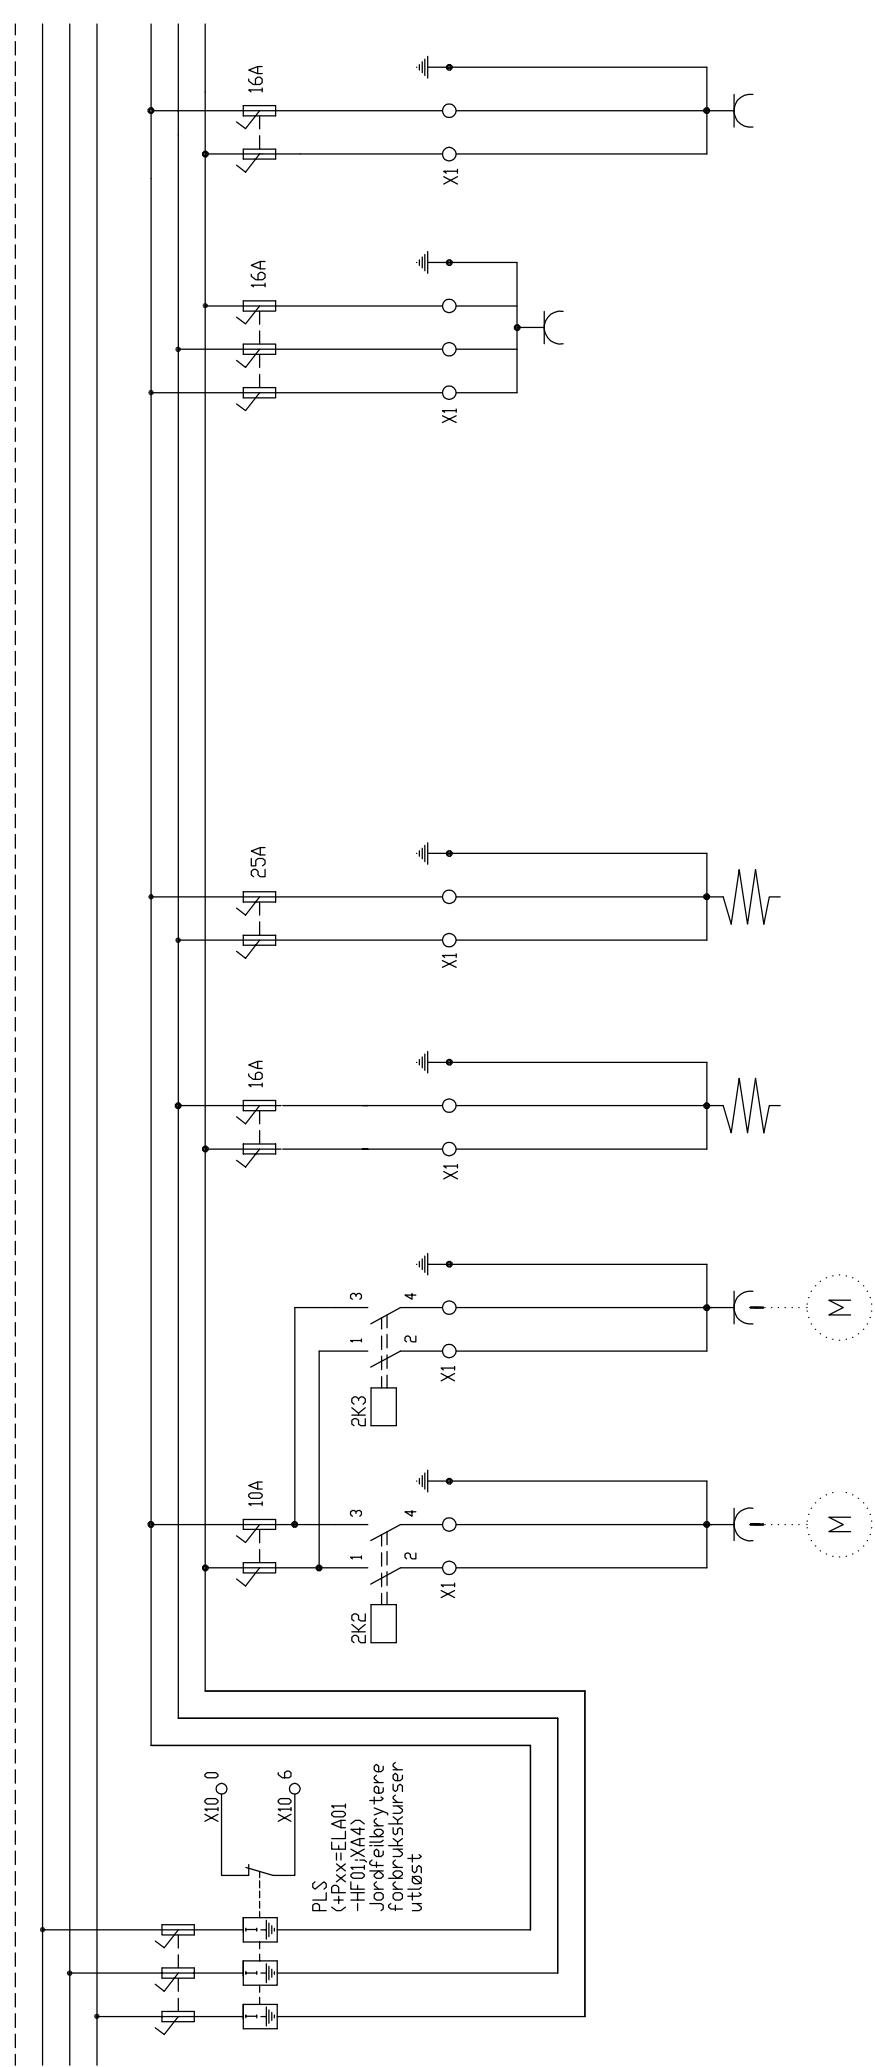 16A
X1
16A
X1
25A
X1
16A
X1
3
4
1
2
X1
2K3
10A
3
4
1
2
X1
2K2
X10 0
X10 6
PLS
(+Pxx=ELA01
-HF01;XA4)
Jordfeilbrytere
forbrukskurser
utløst
M
M
I
I
I